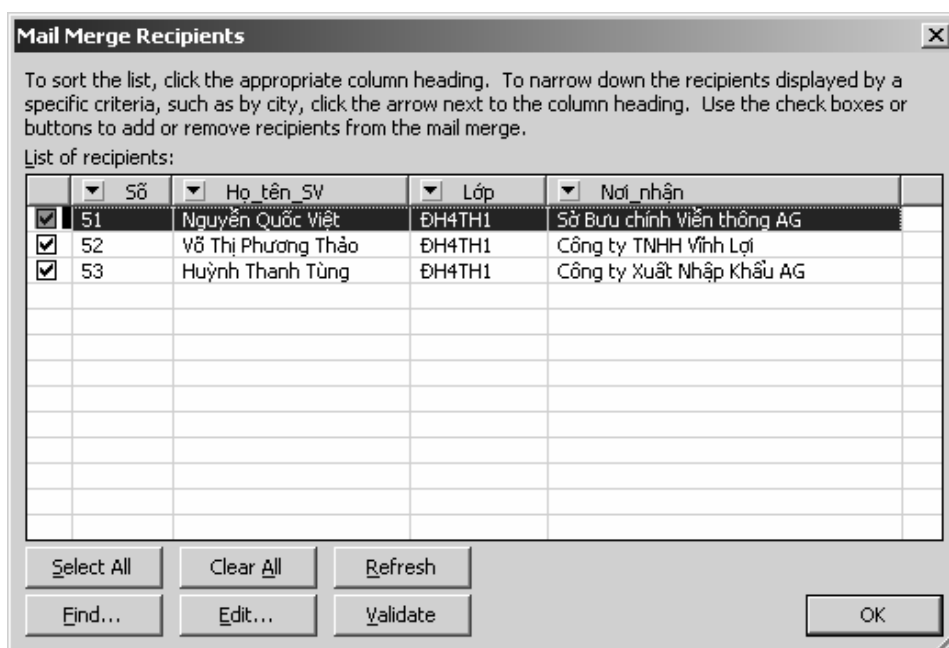 Mail Merge Recipients
To sort the list, click the appropriate column heading. To narrow down the recipients displayed by a
specific criteria, such as by city, click the arrow next to the column heading. Use the check boxes or
buttons to add or remove recipients from the mail merge.
List of recipients:
Số Họ_tên_SV Lớp Nơi_nhận
51 Nguyễn Quốc Việt ĐH4TH1 Sở Bưu chính Viễn thông AG
52 Võ Thị Phương Thảo ĐH4TH1 Công ty TNHH Vĩnh Lợi
53 Huỳnh Thanh Tùng ĐH4TH1 Công ty Xuất Nhập Khẩu AG
Select All Clear All Refresh
Find... Edit... Validate OK